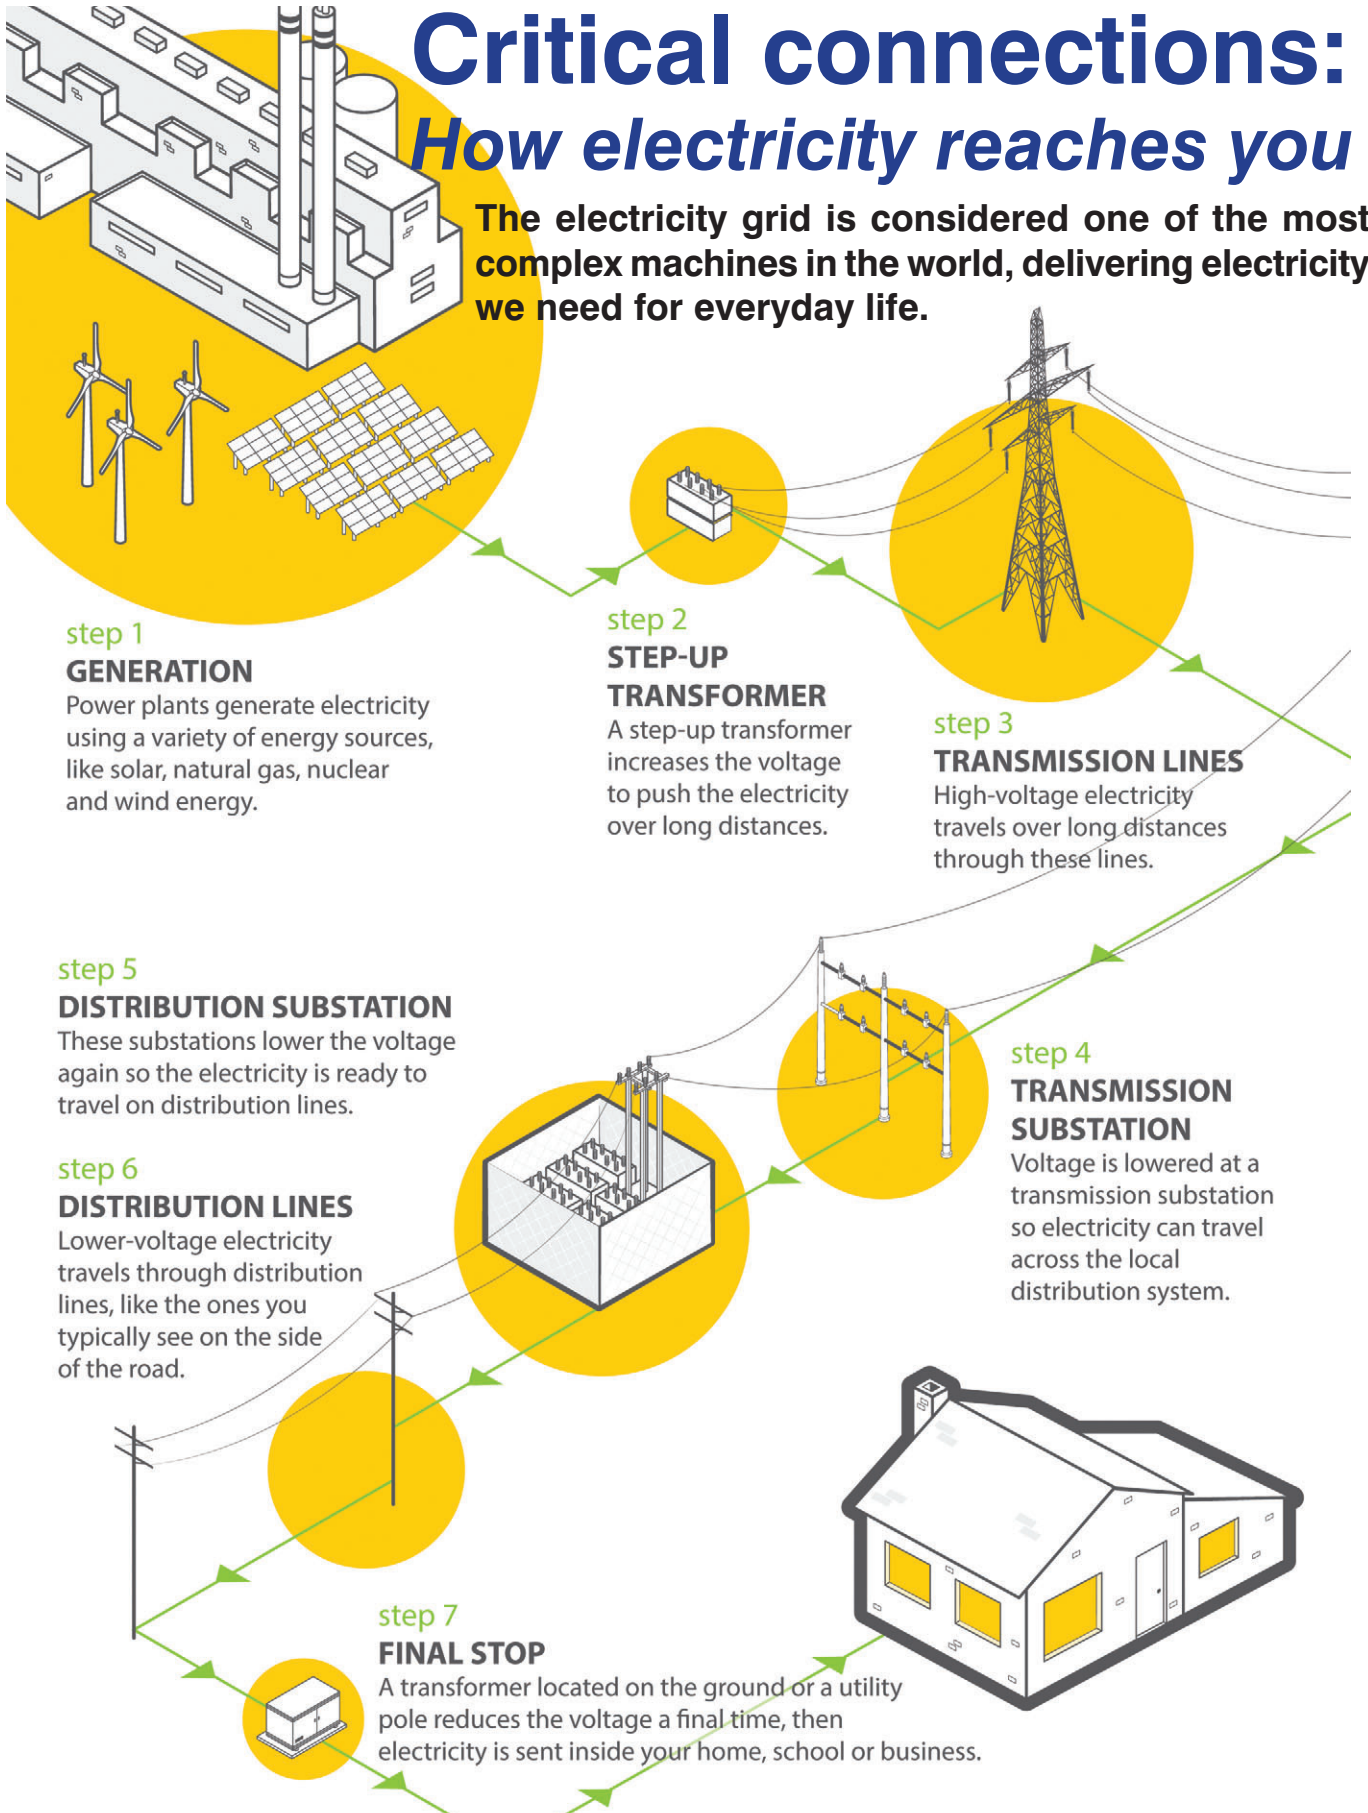 Critical connections:
How electricity reaches you
The electricity grid is considered one of the most
complex machines in the world, delivering electricity
we need for everyday life.
step 1
GENERATION
Power plants generate electricity
using a variety of energy sources,
like solar, natural gas, nuclear
and wind energy.
step 2
STEP-UP
TRANSFORMER
A step-up transformer
increases the voltage
to push the electricity
over long distances.
step 3
TRANSMISSION LINES
High-voltage electricity
travels over long distances
through these lines.
step 4
TRANSMISSION
SUBSTATION
Voltage is lowered at a
transmission substation
so electricity can travel
across the local
distribution system.
step 5
DISTRIBUTION SUBSTATION
These substations lower the voltage
again so the electricity is ready to
travel on distribution lines.
step 6
DISTRIBUTION LINES
Lower-voltage electricity
travels through distribution
lines, like the ones you
typically see on the side
of the road.
step 7
FINAL STOP
A transformer located on the ground or a utility
pole reduces the voltage a final time, then
electricity is sent inside your home, school or business.